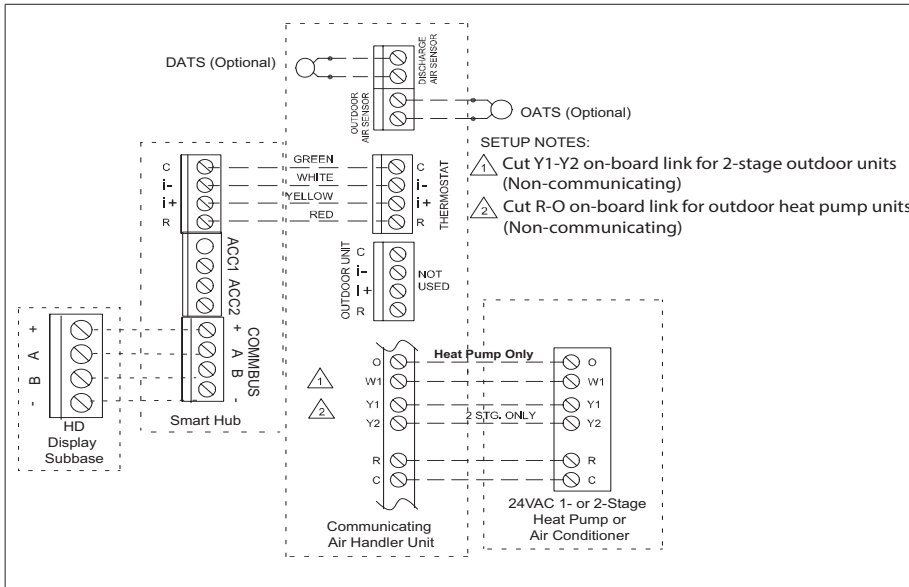 DATS (Optional)
DISCHARGE
AIR SENSOR
OUTDOOR
AIR SENSOR
OATS (Optional)
SETUP NOTES:
1 Cut Y1-Y2 on-board link for 2-stage outdoor units
(Non-communicating)
2 Cut R-O on-board link for outdoor heat pump units
(Non-communicating)
C GREEN C
i- WHITE i-
i+ YELLOW i+
R RED R
THERMOSTAT
ACC1 ACC2
OUTDOOR UNIT
C
i-
i+
R
NOT
USED
+
A
B
-
COMMBUS
+
A
B
-
HD
Display
Subbase
Smart Hub
O Heat Pump Only O
1 W1 W1
Y1 Y1
2 Y2 2 STG. ONLY Y2
R R
C C
Communicating
Air Handler Unit
24VAC 1- or 2-Stage
Heat Pump or
Air Conditioner